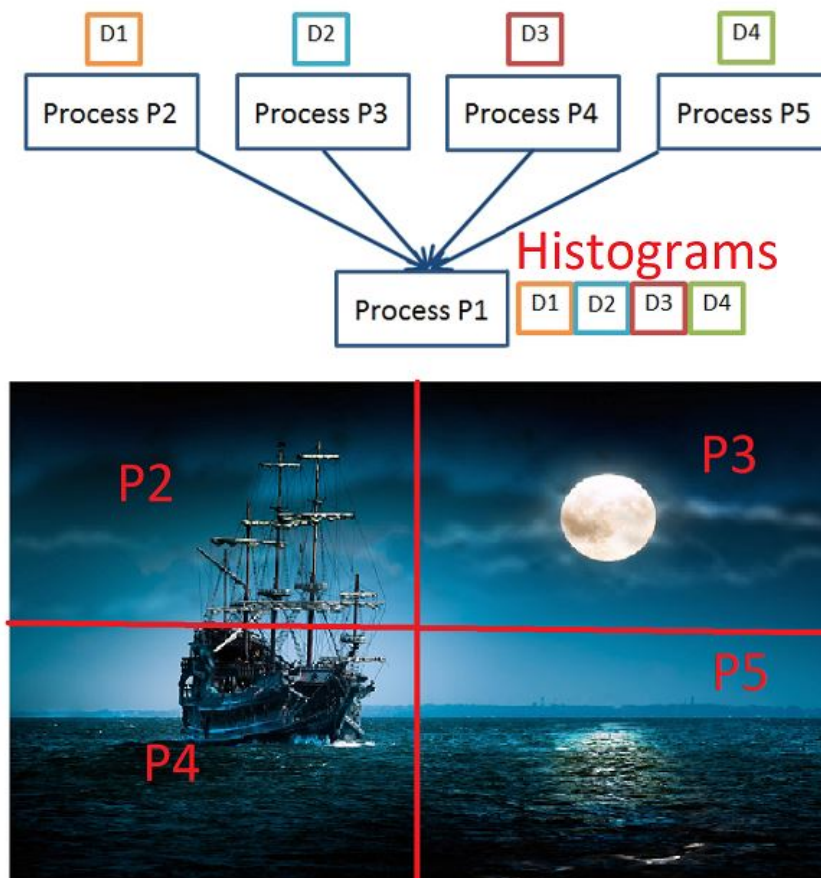 D1 D2 D3 D4
Process P2 Process P3 Process P4 Process P5
Histograms
Process P1 D1 D2 D3 D4
P2 P3
P4 P5